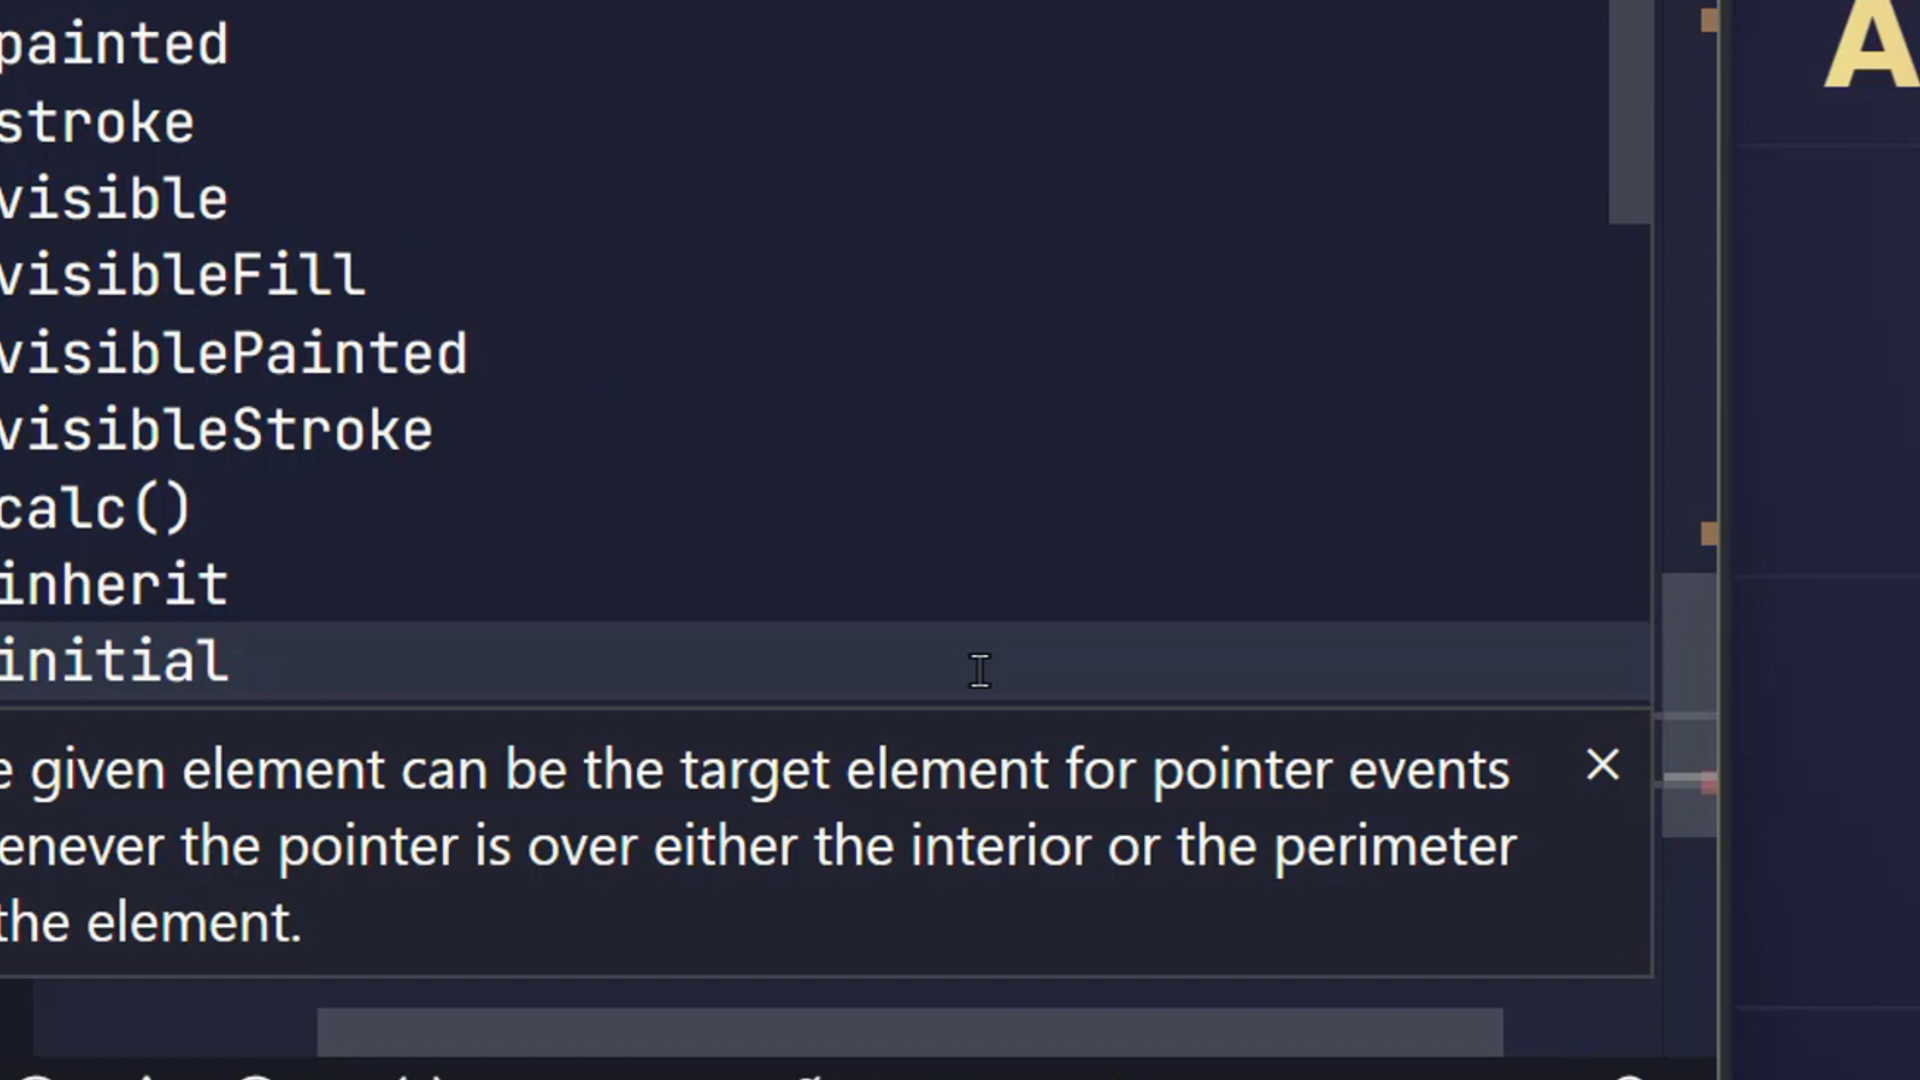 painted
stroke
visible
visibleFill
visiblePainted
visibleStroke
calc()
inherit
initial
given element can be the target element for pointer events
enever the pointer is over either the interior or the perimeter
the element.
A